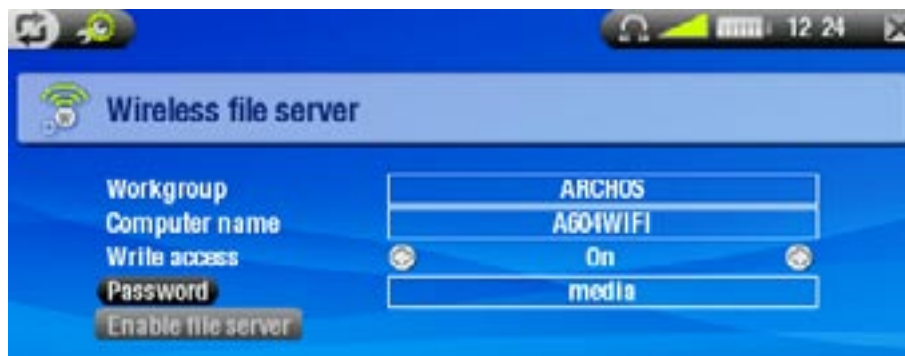 12 24
Wireless file server
Workgroup ARCHOS
Computer name A604WIFI
Write access On
Password media
Enable file server